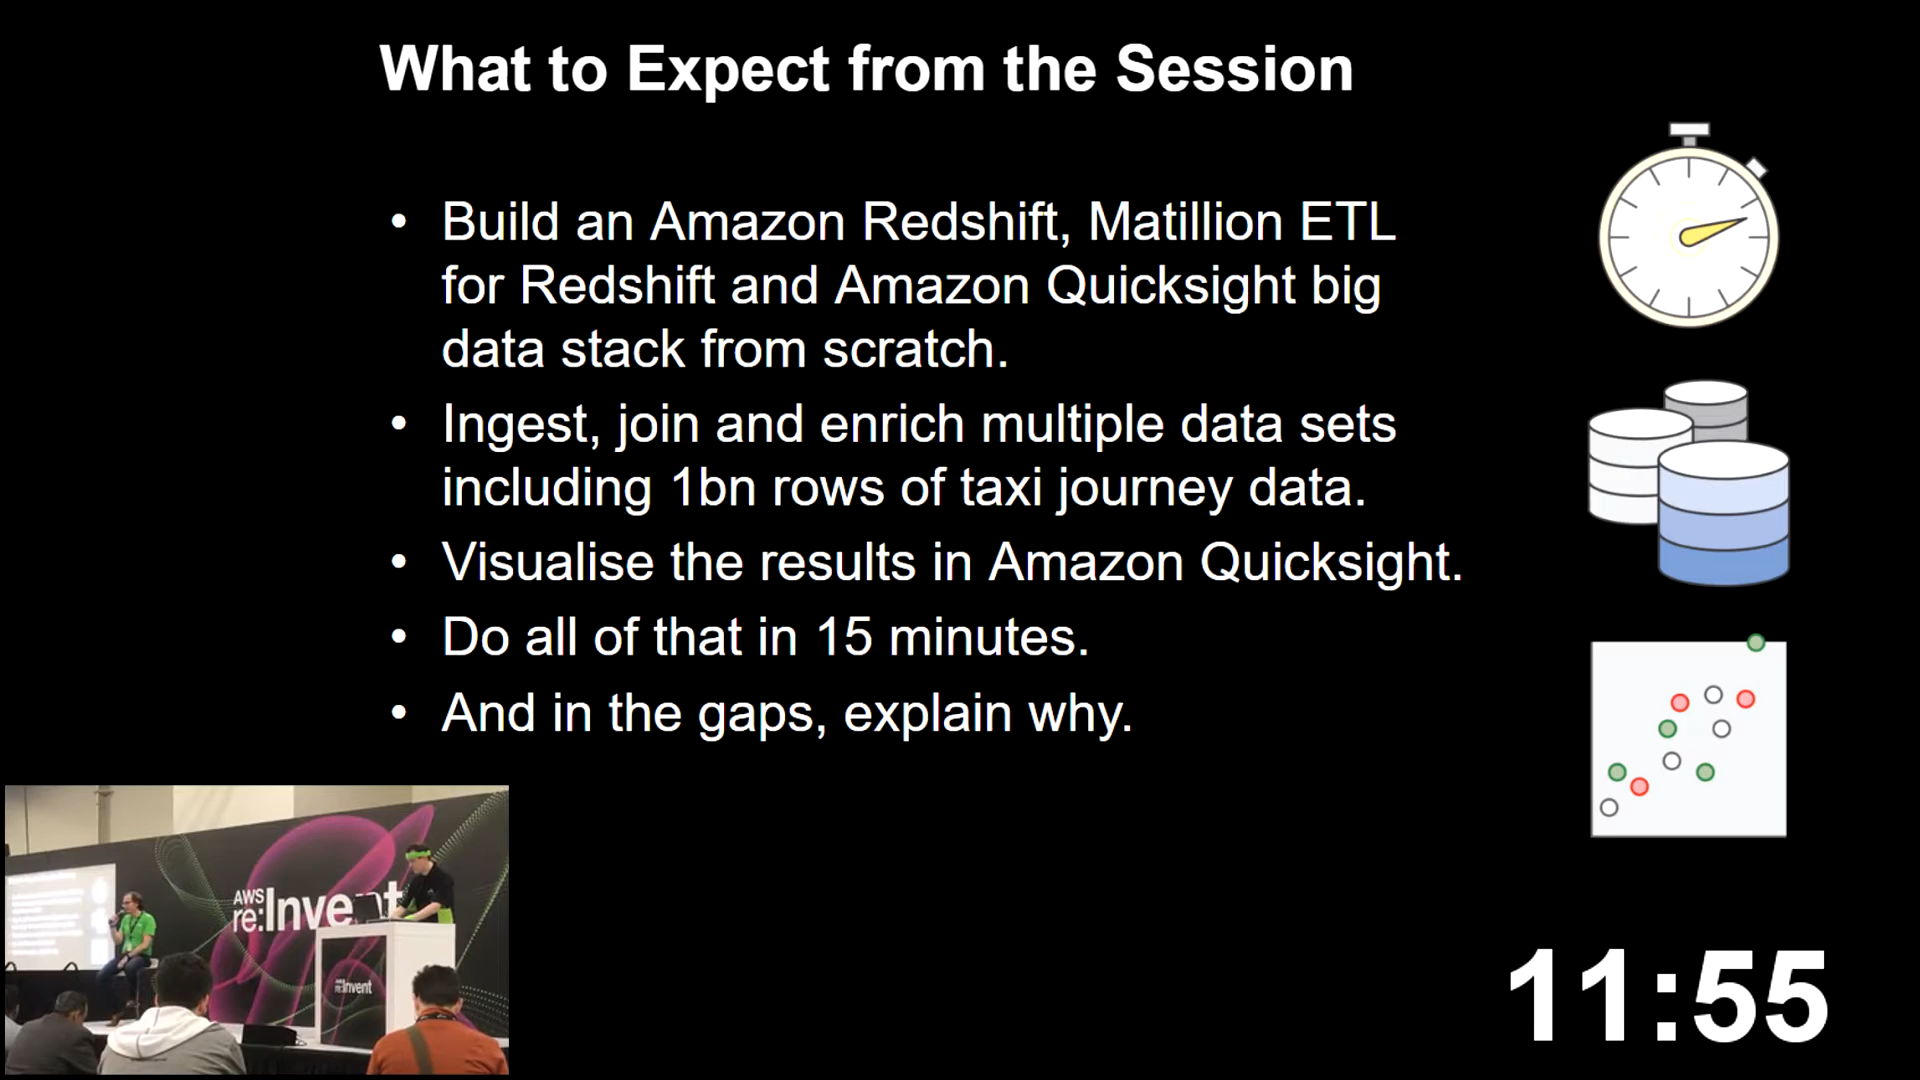 What to Expect from the Session
• Build an Amazon Redshift, Matillion ETL
for Redshift and Amazon Quicksight big
data stack from scratch.
• Ingest, join and enrich multiple data sets
including 1bn rows of taxi journey data.
• Visualise the results in Amazon Quicksight.
• Do all of that in 15 minutes.
• And in the gaps, explain why.
AWS
re:Invent
AWS
re:Invent
11:55